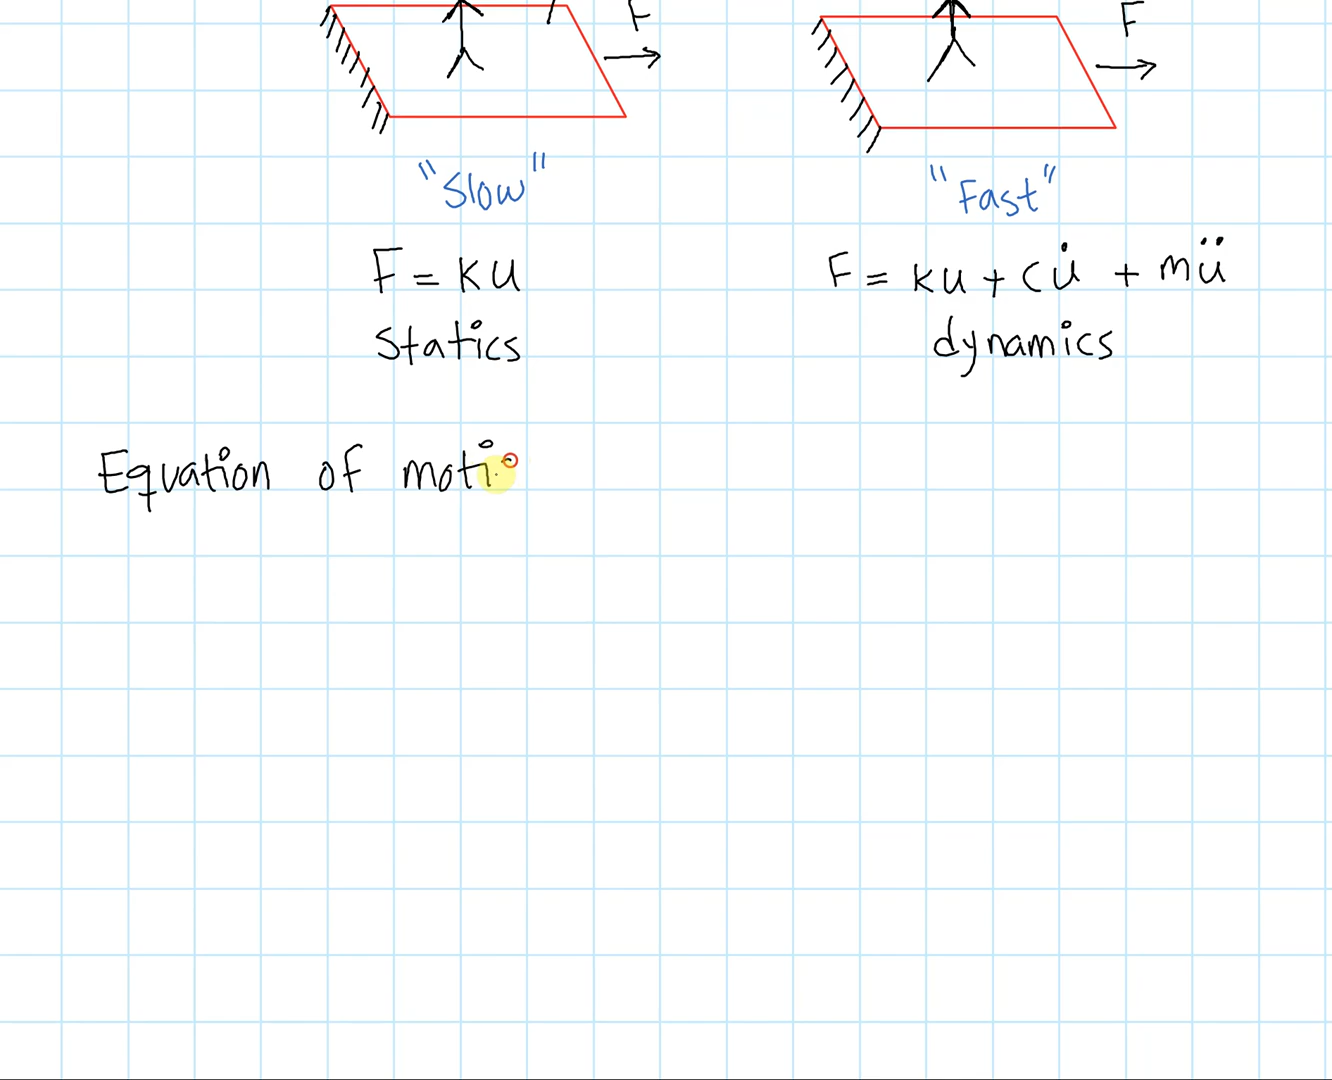 F F
"Slow" "Fast"
F = ku F = ku + cu̇ + mü
Statics dynamics
Equation of moti